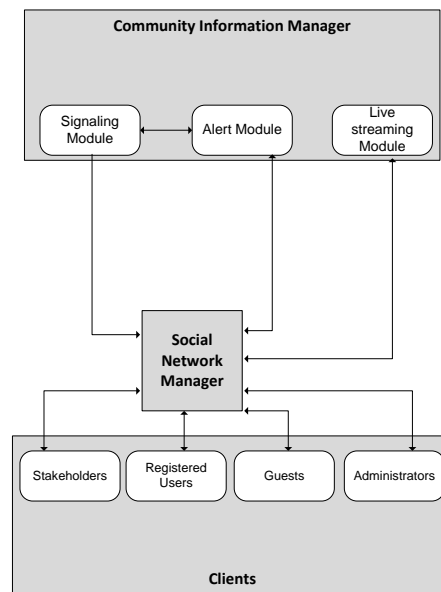 Community Information Manager
Signaling
Module
Alert Module
Live
streaming
Module
Social
Network
Manager
Stakeholders
Registered
Users
Guests
Administrators
Clients